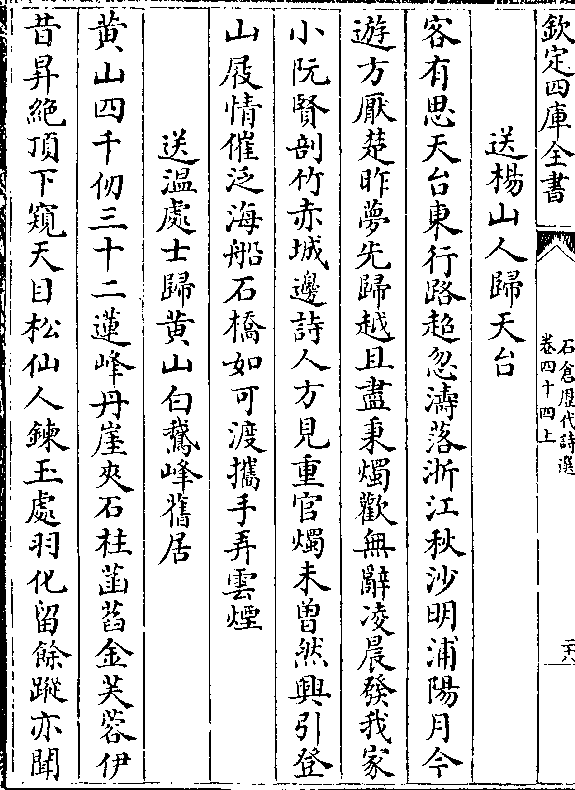 欽定四庫全書
石倉歷代詩選
卷四十四上
送楊山人歸天台
客有思天台東行路超忽濤落浙江秋沙明浦陽月今
遊方厭楚昨夢先歸越且盡秉燭歡無辭凌晨發我家
小阮賢剖竹赤城邊詩人方見重官燭未曾然興引登
山屐情催泛海船石橋如可渡攜手弄雲煙
送溫處士歸黃山白鵞峰舊居
黃山四千仞三十二蓮峰丹崖夾石柱菡萏金芙蓉伊
昔昇絶頂下窺天目松仙人鍊玉處羽化留餘蹤亦聞